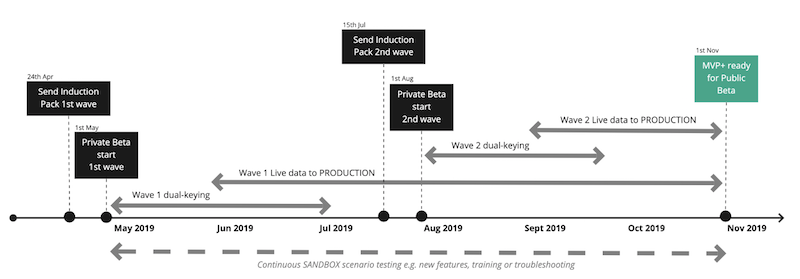 15th Jul
Send Induction
Pack 2nd wave
1st Nov
MVP+ ready
for Public
Beta
24th Apr
Send Induction
Pack 1st wave
1st Aug
Private Beta
start
2nd wave
1st May
Private Beta
start
1st wave
Wave 2 Live data to PRODUCTION
Wave 2 dual-keying
Wave 1 Live data to PRODUCTION
Wave 1 dual-keying
May 2019
Jun 2019
Jul 2019
Aug 2019
Sept 2019
Oct 2019
Nov 2019
Continuous SANDBOX scenario testing e.g. new features, training or troubleshooting